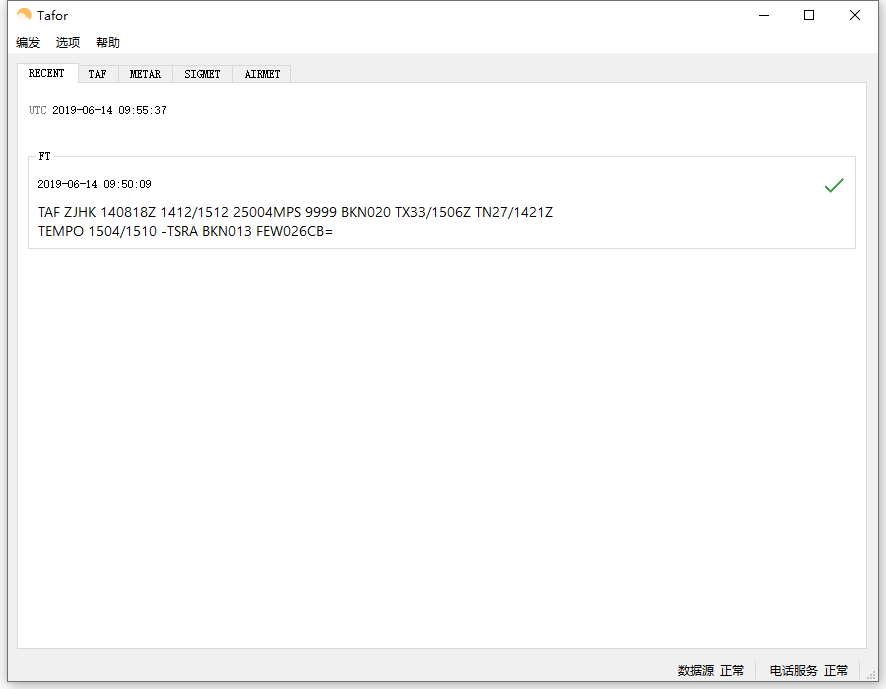 Tafor
编发 选项 帮助
RECENT TAF METAR SIGMET AIRMET
UTC 2019-06-14 09:55:37
FT
2019-06-14 09:50:09
TAF ZJHK 140818Z 1412/1512 25004MPS 9999 BKN020 TX33/1506Z TN27/1421Z
TEMPO 1504/1510 -TSRA BKN013 FEW026CB=
数据源 正常 电话服务 正常